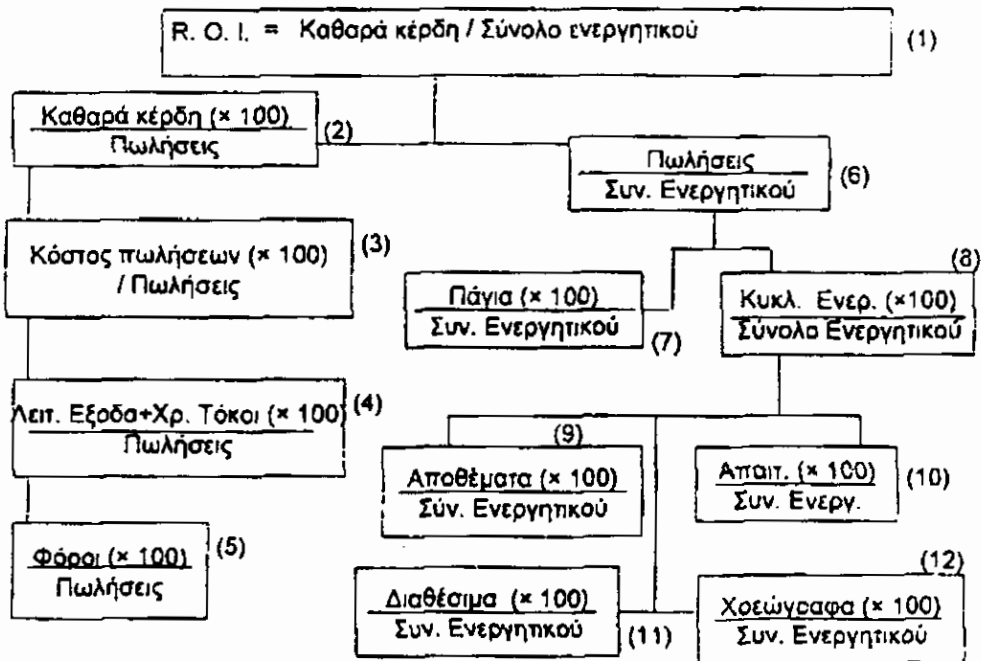 R. O. I. = Καθαρά κέρδη / Σύνολο ενεργητικού
(1)
Καθαρά κέρδη (× 100)
Πωλήσεις
(2)
Πωλήσεις
Συν. Ενεργητικού
(6)
Κόστος πωλήσεων (× 100)
/ Πωλήσεις
(3)
Πάγια (× 100)
Συν. Ενεργητικού
(7)
(8)
Κυκλ. Ενερ. (×100)
Σύνολο Ενεργητικού
Λειτ. Εξοδα+Χρ. Τόκοι (× 100)
Πωλήσεις
(4)
(9)
Αποθέματα (× 100)
Σύν. Ενεργητικού
Απαιτ. (× 100)
Συν. Ενεργ.
(10)
Φόροι (× 100)
Πωλήσεις
(5)
Διαθέσιμα (× 100)
Συν. Ενεργητικού
(11)
(12)
Χρεώγραφα (× 100)
Συν. Ενεργητικού